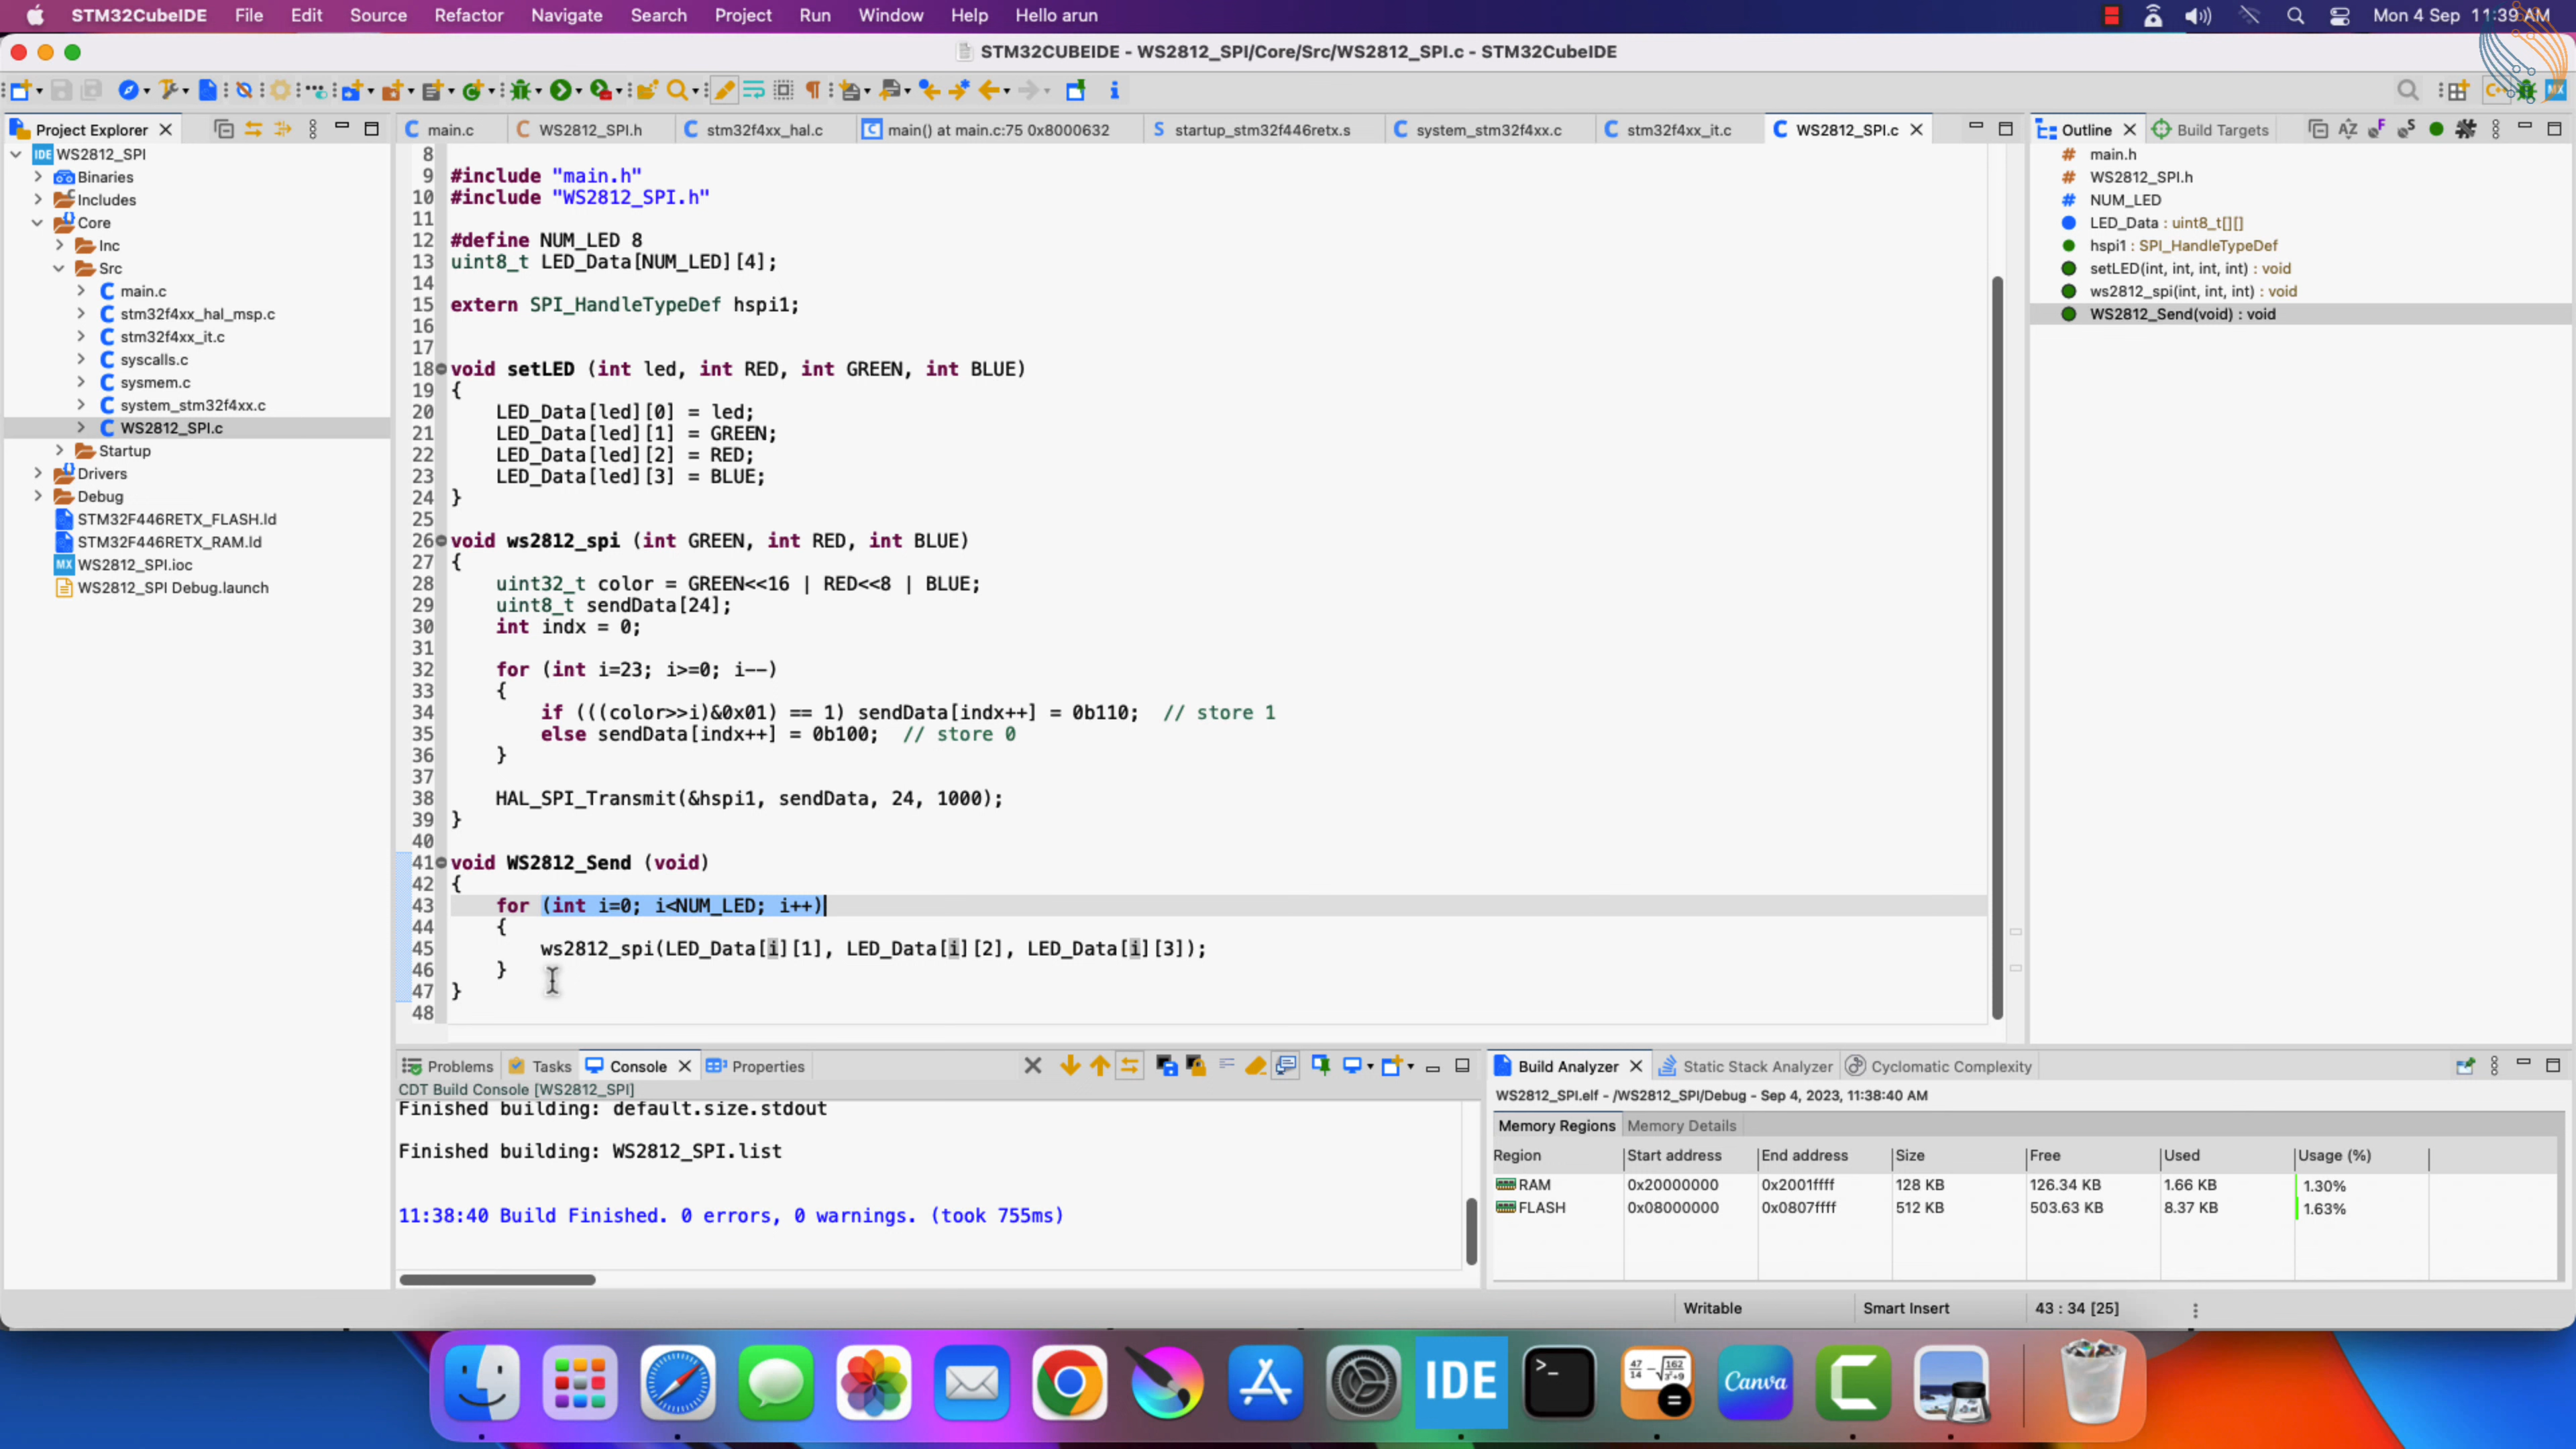 STM32CubeIDE File Edit Source Refactor Navigate Search Project Run Window Help Hello arun Mon 4 Sep 11:39 AM
STM32CUBEIDE - WS2812_SPI/Core/Src/WS2812_SPI.c - STM32CubeIDE
Project Explorer
WS2812_SPI
Binaries
Includes
Core
Inc
Src
main.c
stm32f4xx_hal_msp.c
stm32f4xx_it.c
syscalls.c
sysmem.c
system_stm32f4xx.c
WS2812_SPI.c
Startup
Drivers
Debug
STM32F446RETX_FLASH.ld
STM32F446RETX_RAM.ld
WS2812_SPI.ioc
WS2812_SPI Debug.launch
main.c WS2812_SPI.h stm32f4xx_hal.c main() at main.c:75 0x8000632 startup_stm32f446retx.s system_stm32f4xx.c stm32f4xx_it.c WS2812_SPI.c
8
9 #include "main.h"
10 #include "WS2812_SPI.h"
11
12 #define NUM_LED 8
13 uint8_t LED_Data[NUM_LED][4];
14
15 extern SPI_HandleTypeDef hspi1;
16
17
18 void setLED (int led, int RED, int GREEN, int BLUE)
19 {
20 LED_Data[led][0] = led;
21 LED_Data[led][1] = GREEN;
22 LED_Data[led][2] = RED;
23 LED_Data[led][3] = BLUE;
24 }
25
26 void ws2812_spi (int GREEN, int RED, int BLUE)
27 {
28 uint32_t color = GREEN<<16 | RED<<8 | BLUE;
29 uint8_t sendData[24];
30 int indx = 0;
31
32 for (int i=23; i>=0; i--)
33 {
34 if (((color>>i)&0x01) == 1) sendData[indx++] = 0b110; // store 1
35 else sendData[indx++] = 0b100; // store 0
36 }
37
38 HAL_SPI_Transmit(&hspi1, sendData, 24, 1000);
39 }
40
41 void WS2812_Send (void)
42 {
43 for (int i=0; i<NUM_LED; i++)
44 {
45 ws2812_spi(LED_Data[i][1], LED_Data[i][2], LED_Data[i][3]);
46 }
47 }
48
Outline Build Targets
main.h
WS2812_SPI.h
NUM_LED
LED_Data : uint8_t[][]
hspi1 : SPI_HandleTypeDef
setLED(int, int, int, int) : void
ws2812_spi(int, int, int) : void
WS2812_Send(void) : void
Problems Tasks Console Properties
CDT Build Console [WS2812_SPI]
Finished building: default.size.stdout
Finished building: WS2812_SPI.list
11:38:40 Build Finished. 0 errors, 0 warnings. (took 755ms)
Build Analyzer Static Stack Analyzer Cyclomatic Complexity
WS2812_SPI.elf - /WS2812_SPI/Debug - Sep 4, 2023, 11:38:40 AM
Memory Regions Memory Details
Region Start address End address Size Free Used Usage (%)
RAM 0x20000000 0x2001ffff 128 KB 126.34 KB 1.66 KB 1.30%
FLASH 0x08000000 0x0807ffff 512 KB 503.63 KB 8.37 KB 1.63%
Writable Smart Insert 43 : 34 [25]
IDE
Canva